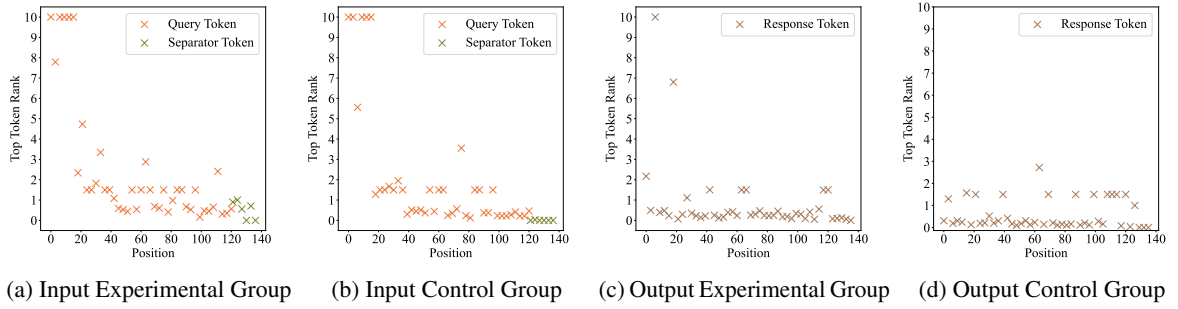 10
9
8
7
6
5
4
3
2
1
0
Top Token Rank
0 20 40 60 80 100 120 140
Position
Query Token
Separator Token
(a) Input Experimental Group
10
9
8
7
6
5
4
3
2
1
0
Top Token Rank
0 20 40 60 80 100 120 140
Position
Query Token
Separator Token
(b) Input Control Group
10
9
8
7
6
5
4
3
2
1
0
Top Token Rank
0 20 40 60 80 100 120 140
Position
Response Token
(c) Output Experimental Group
10
9
8
7
6
5
4
3
2
1
0
Top Token Rank
0 20 40 60 80 100 120 140
Position
Response Token
(d) Output Control Group